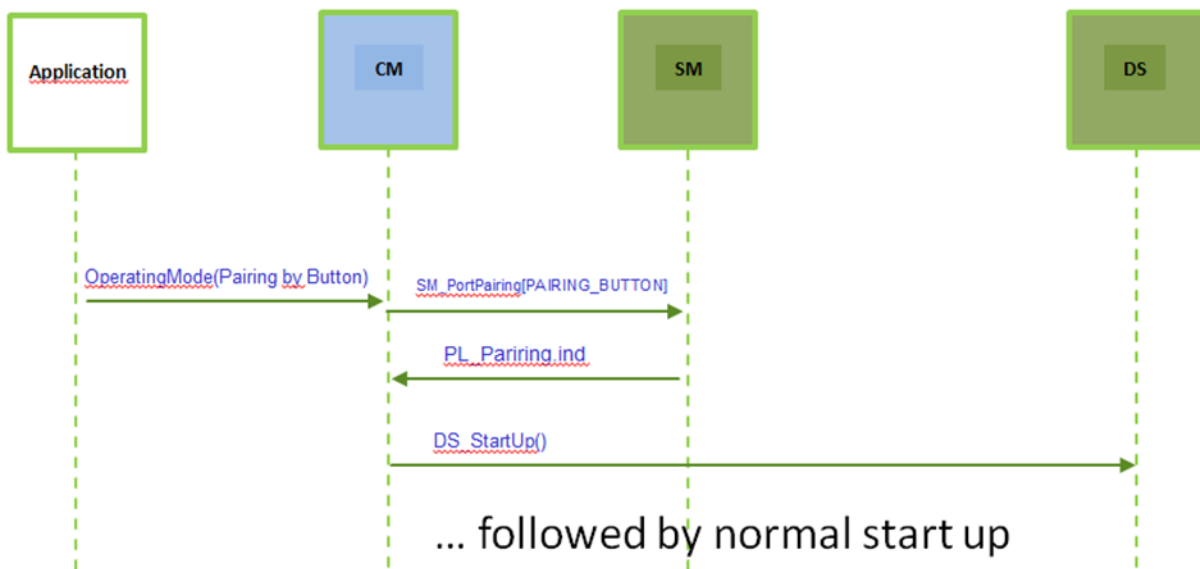 Application
CM
SM
DS
OperatingMode(Pairing by Button)
SM_PortPairing[PAIRING_BUTTON]
PL_Pariring.ind
DS_StartUp()
... followed by normal start up